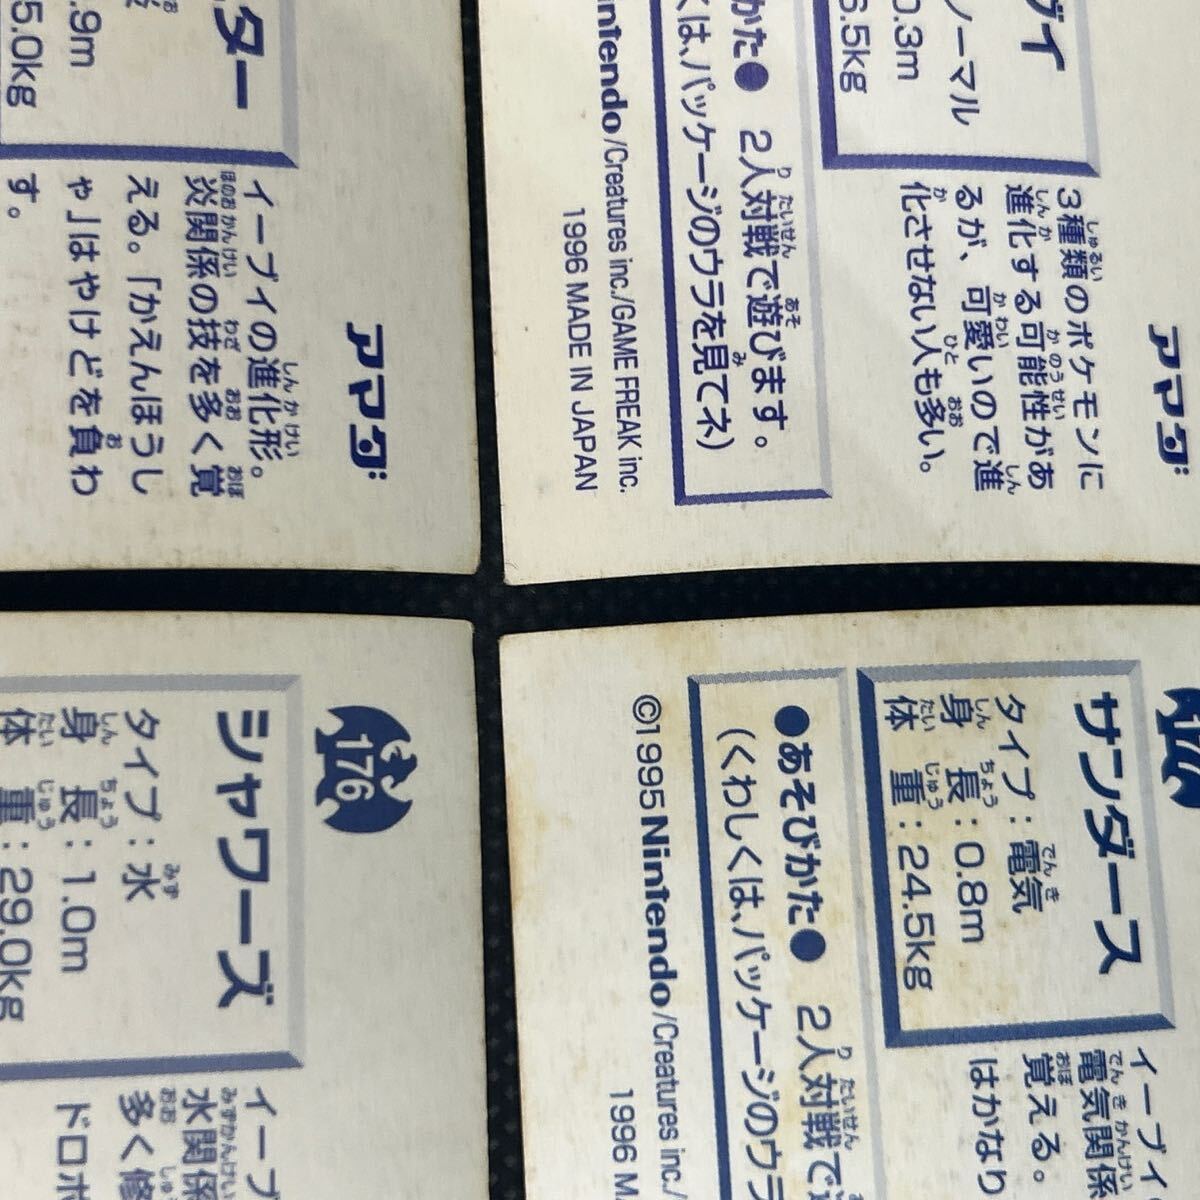 ター
.9m
5.0kg
イーブイの進化形。
炎関係の技を多く覚
える。「かえんほうし
ゃ」はやけどを負わ
す。
アマダ
ブイ
ノーマル
0.3m
6.5kg
3種類のポケモンに
進化する可能性があ
るが、可愛いので進
化させない人も多い。
アマダ
かた● 2人対戦で遊びます。
くは、パッケージのウラを見てネ)
Nintendo/Creatures inc./GAME FREAK inc.
1996 MADE IN JAPAN
176
シャワーズ
タイプ:水
身長:1.0m
体重:29.0kg
イーブ
水関係
多く修
ドロポ
サンダース
タイプ:電気
身長:0.8m
体重:24.5kg
イーブイ
電気関係
覚える。
はかなり
●あそびかた● 2人対戦で
(くわしくは、パッケージのウラ
©1995 Nintendo/Creatures inc./
1996 M